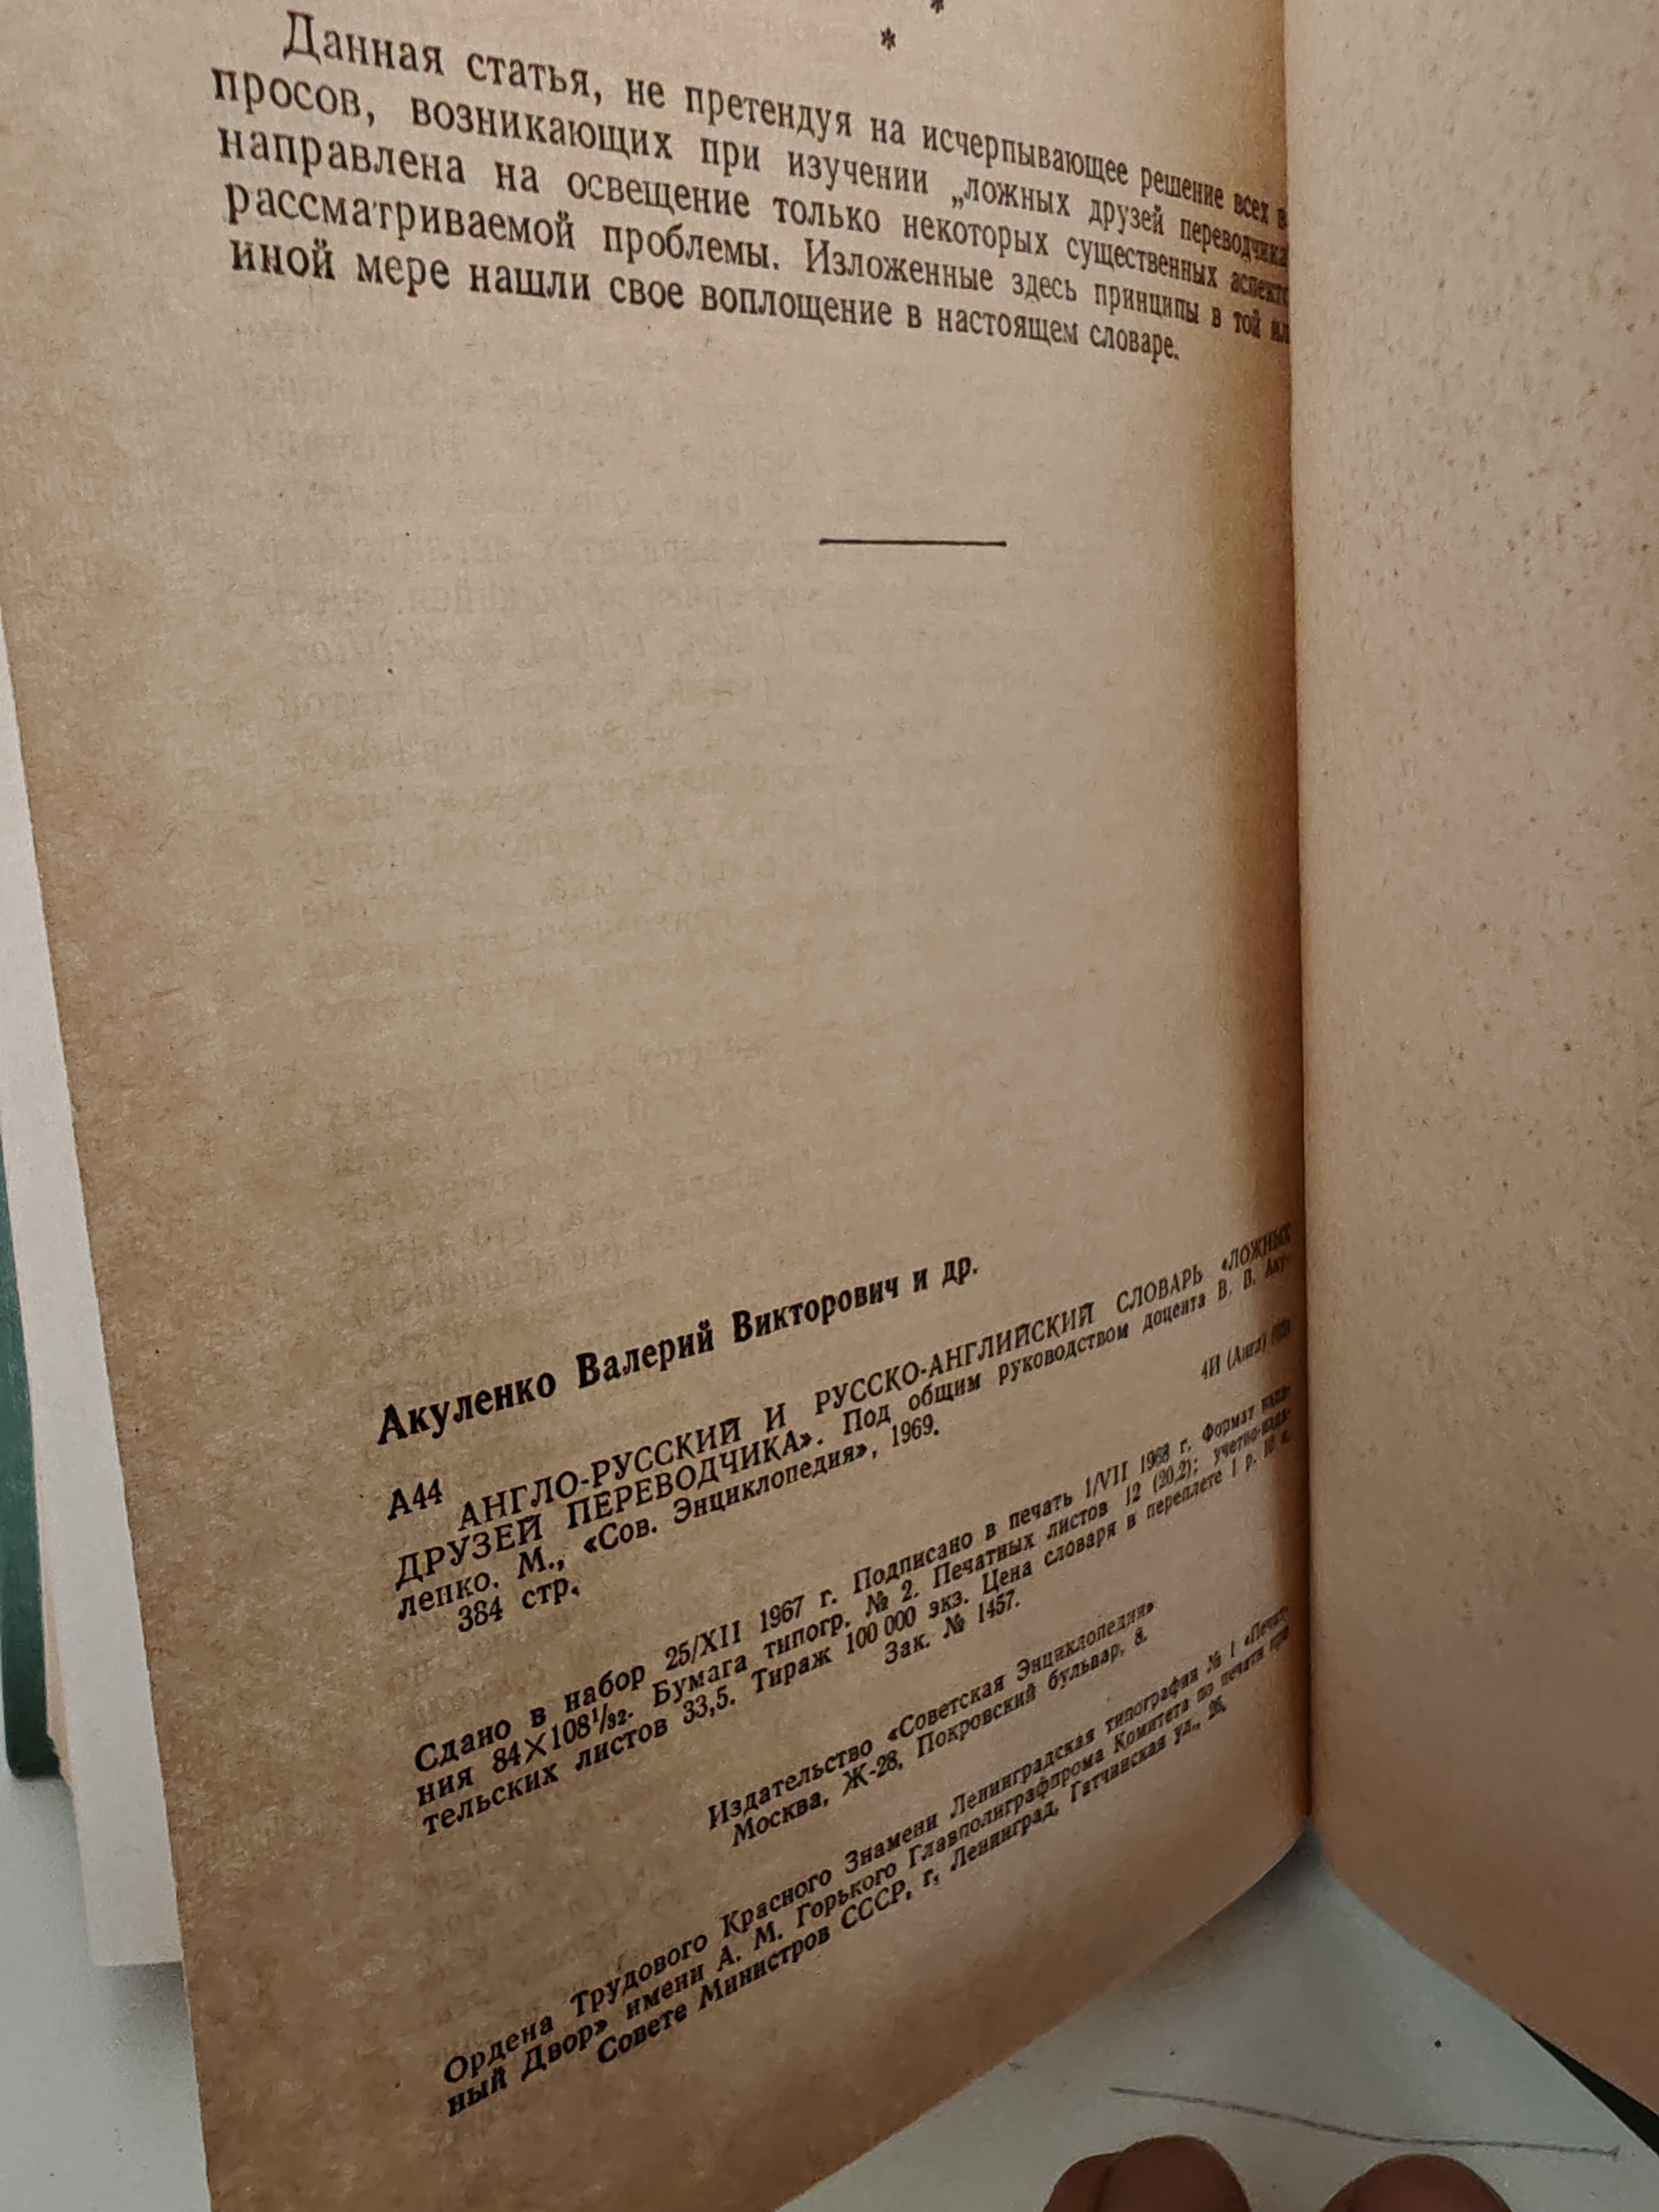 *
*
Данная статья, не претендуя на исчерпывающее решение всех в
просов, возникающих при изучении „ложных друзей переводчика
направлена на освещение только некоторых существенных аспекто
рассматриваемой проблемы. Изложенные здесь принципы в той ил
иной мере нашли свое воплощение в настоящем словаре.
Акуленко Валерий Викторович и др.
А44
АНГЛО-РУССКИЙ И РУССКО-АНГЛИЙСКИЙ СЛОВАРЬ «ЛОЖНЫХ
ДРУЗЕЙ ПЕРЕВОДЧИКА». Под общим руководством доцента В. В. Аку-
ленко. М., «Сов. Энциклопедия», 1969.
384 стр.
4И (Англ)
Сдано в набор 25/XII 1967 г. Подписано в печать 1/VII 1968 г. Формат изда-
ния 84×108¹/₃₂. Бумага типогр. № 2. Печатных листов 12 (20,2); учетно-изда-
тельских листов 33,5. Тираж 100 000 экз. Цена словаря в переплете 1 р. 10 к.
Зак. № 1457.
Издательство «Советская Энциклопедия»
Москва, Ж-28, Покровский бульвар, 8.
Ордена Трудового Красного Знамени Ленинградская типография № 1 «Печат-
ный Двор» имени А. М. Горького Главполиграфпрома Комитета по печати при
Совете Министров СССР, г. Ленинград, Гатчинская ул., 26.